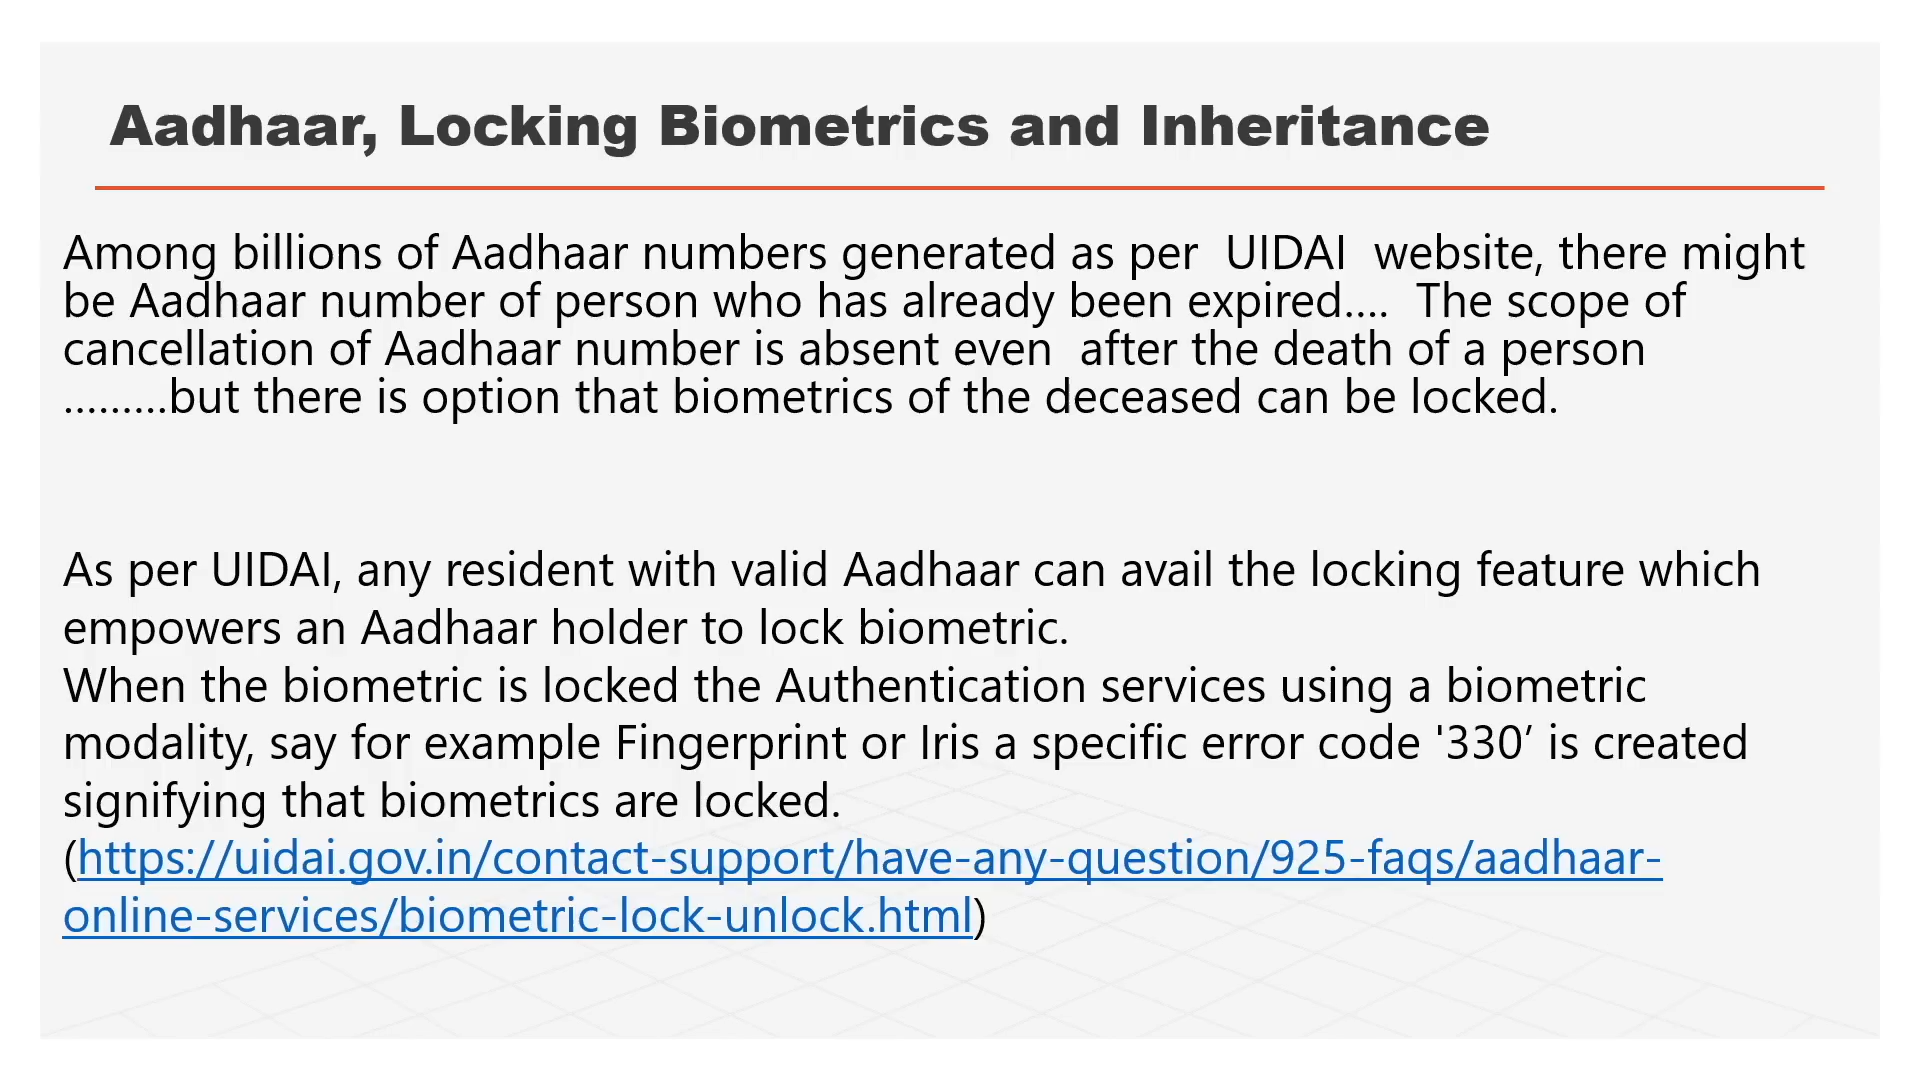 Aadhaar, Locking Biometrics and Inheritance
Among billions of Aadhaar numbers generated as per  UIDAI  website, there might
be Aadhaar number of person who has already been expired....  The scope of
cancellation of Aadhaar number is absent even  after the death of a person
.........but there is option that biometrics of the deceased can be locked.
As per UIDAI, any resident with valid Aadhaar can avail the locking feature which
empowers an Aadhaar holder to lock biometric.
When the biometric is locked the Authentication services using a biometric
modality, say for example Fingerprint or Iris a specific error code '330’ is created
signifying that biometrics are locked.
(https://uidai.gov.in/contact-support/have-any-question/925-faqs/aadhaar-
online-services/biometric-lock-unlock.html)